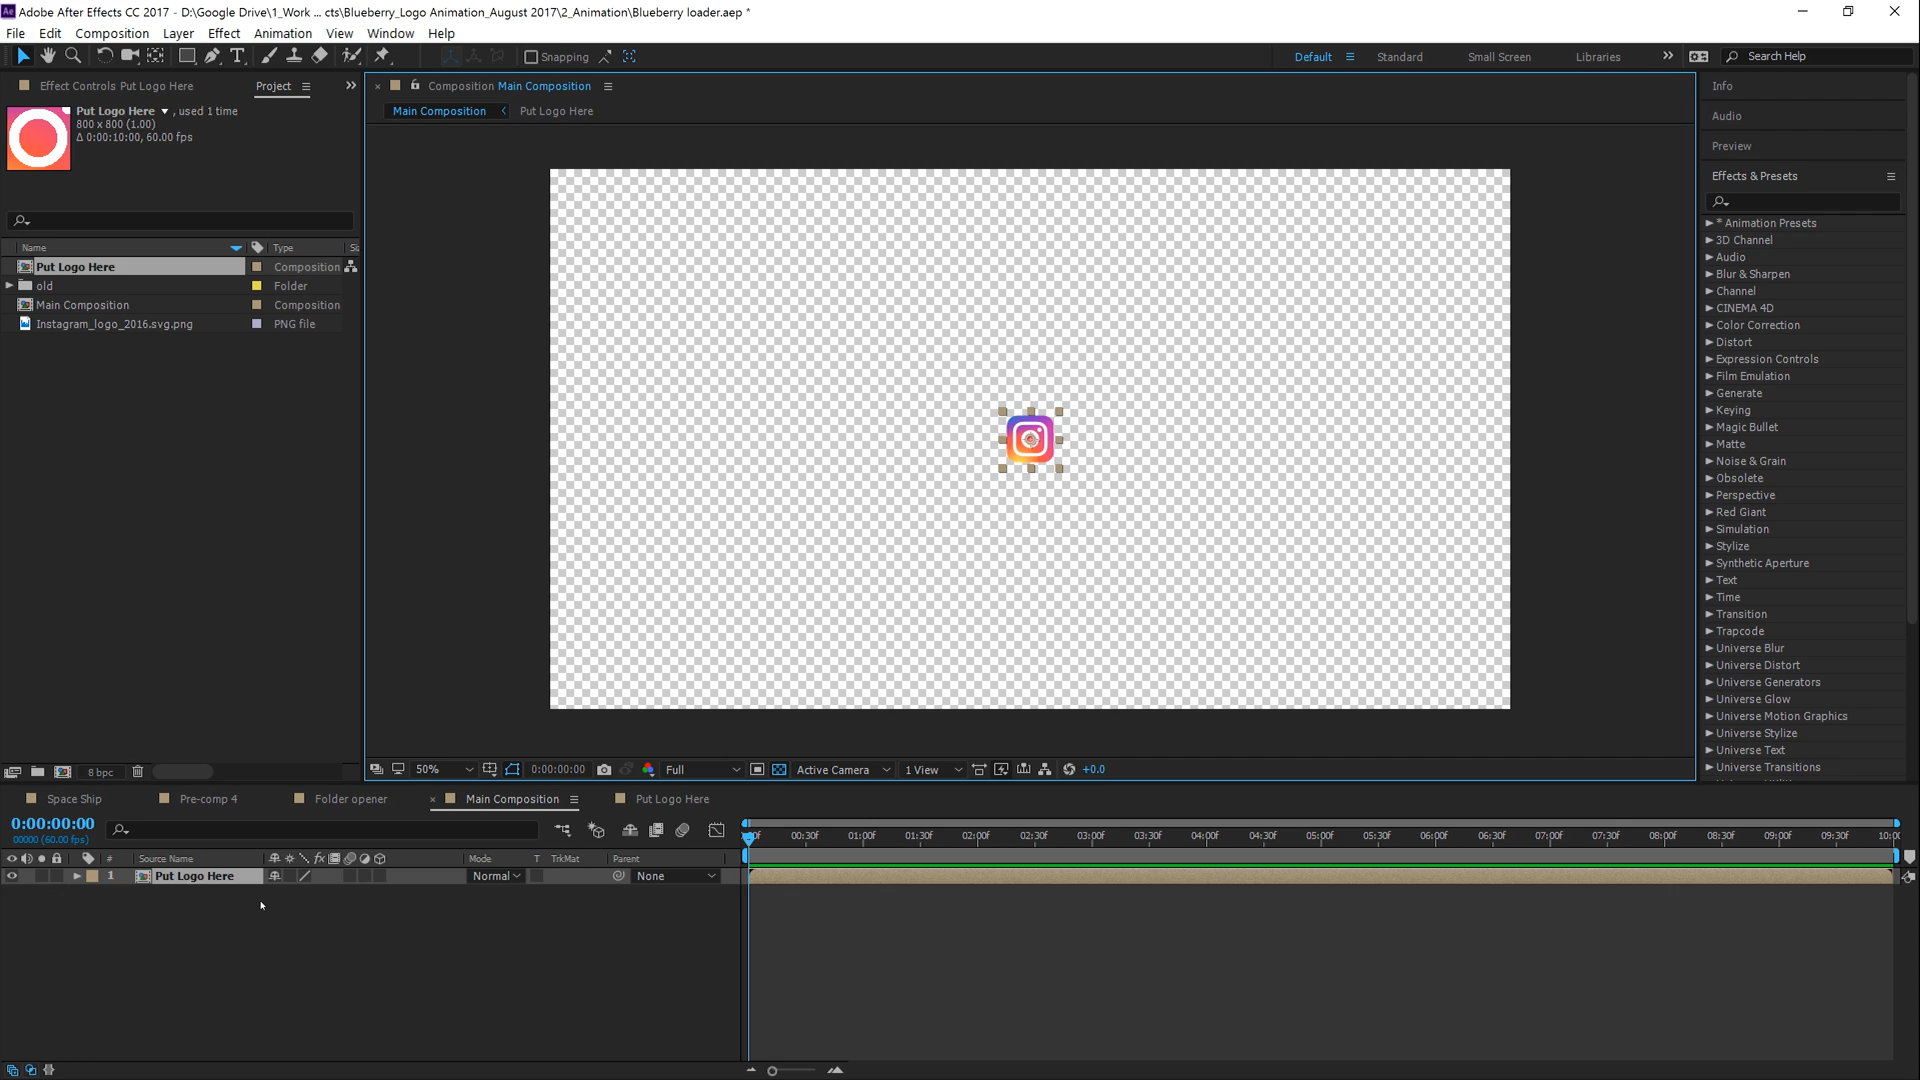 Adobe After Effects CC 2017 - D:\Google Drive\1_Work ... cts\Blueberry_Logo Animation_August 2017\2_Animation\Blueberry loader.aep *
File Edit Composition Layer Effect Animation View Window Help
Snapping Default Standard Small Screen Libraries Search Help
Effect Controls Put Logo Here Project
Composition Main Composition
Info
Put Logo Here , used 1 time
800 x 800 (1.00)
Δ 0:00:10:00, 60.00 fps
Main Composition Put Logo Here
Audio
Preview
Effects & Presets
Name Type
Put Logo Here Composition
old Folder
Main Composition Composition
Instagram_logo_2016.svg.png PNG file
* Animation Presets
3D Channel
Audio
Blur & Sharpen
Channel
CINEMA 4D
Color Correction
Distort
Expression Controls
Film Emulation
Generate
Keying
Magic Bullet
Matte
Noise & Grain
Obsolete
Perspective
Red Giant
Simulation
Stylize
Synthetic Aperture
Text
Time
Transition
Trapcode
Universe Blur
Universe Distort
Universe Generators
Universe Glow
Universe Motion Graphics
Universe Stylize
Universe Text
Universe Transitions
8 bpc
50% 0:00:00:00 Full Active Camera 1 View +0.0
Space Ship Pre-comp 4 Folder opener Main Composition Put Logo Here
0:00:00:00
00000 (60.00 fps)
00:30f 01:00f 01:30f 02:00f 02:30f 03:00f 03:30f 04:00f 04:30f 05:00f 05:30f 06:00f 06:30f 07:00f 07:30f 08:00f 08:30f 09:00f 09:30f
# Source Name Mode T TrkMat Parent
1 Put Logo Here Normal None